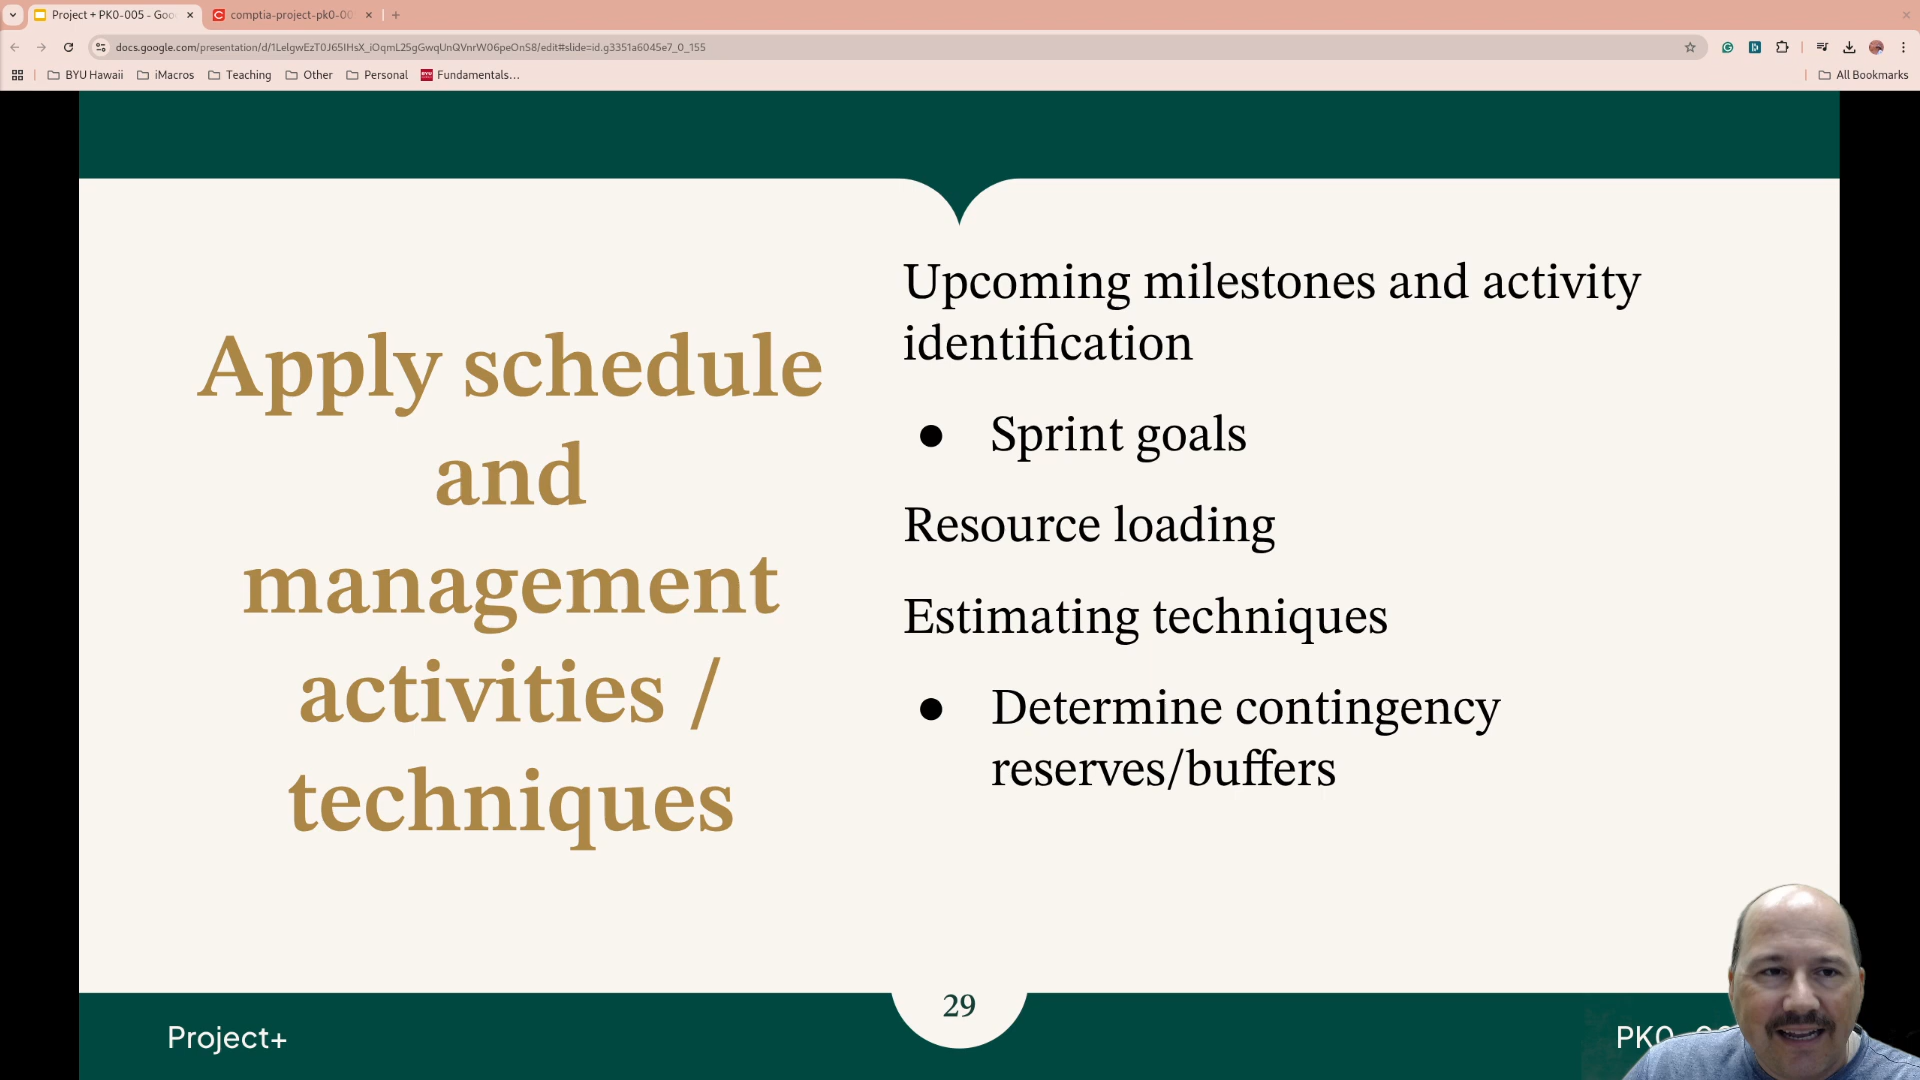 Project + PK0-005 - Goo
comptia-project-pk0-00
docs.google.com/presentation/d/1LelgwEzT0J65IHsX_iOqmL25gGwqUnQVnrW06peOnS8/edit#slide=id.g3351a6045e7_0_155
BYU Hawaii
iMacros
Teaching
Other
Personal
BYU
Fundamentals...
All Bookmarks
Apply schedule
and
management
activities /
techniques
Upcoming milestones and activity
identification
● Sprint goals
Resource loading
Estimating techniques
● Determine contingency
reserves/buffers
29
Project+